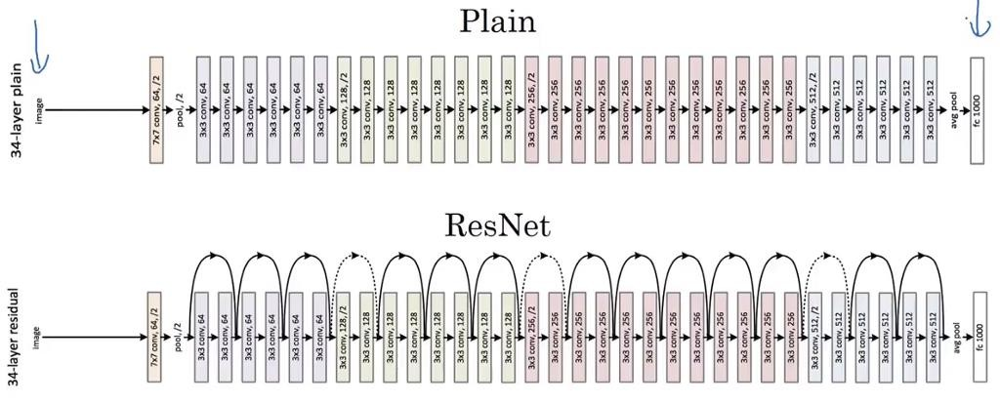 Plain
34-layer plain
image
7x7 conv, 64, /2
pool, /2
3x3 conv, 64
3x3 conv, 64
3x3 conv, 64
3x3 conv, 64
3x3 conv, 64
3x3 conv, 64
3x3 conv, 128, /2
3x3 conv, 128
3x3 conv, 128
3x3 conv, 128
3x3 conv, 128
3x3 conv, 128
3x3 conv, 128
3x3 conv, 128
3x3 conv, 256, /2
3x3 conv, 256
3x3 conv, 256
3x3 conv, 256
3x3 conv, 256
3x3 conv, 256
3x3 conv, 256
3x3 conv, 256
3x3 conv, 256
3x3 conv, 256
3x3 conv, 256
3x3 conv, 256
3x3 conv, 512, /2
3x3 conv, 512
3x3 conv, 512
3x3 conv, 512
3x3 conv, 512
3x3 conv, 512
avg pool
fc 1000
ResNet
34-layer residual
image
7x7 conv, 64, /2
pool, /2
3x3 conv, 64
3x3 conv, 64
3x3 conv, 64
3x3 conv, 64
3x3 conv, 64
3x3 conv, 64
3x3 conv, 128, /2
3x3 conv, 128
3x3 conv, 128
3x3 conv, 128
3x3 conv, 128
3x3 conv, 128
3x3 conv, 128
3x3 conv, 128
3x3 conv, 256, /2
3x3 conv, 256
3x3 conv, 256
3x3 conv, 256
3x3 conv, 256
3x3 conv, 256
3x3 conv, 256
3x3 conv, 256
3x3 conv, 256
3x3 conv, 256
3x3 conv, 256
3x3 conv, 256
3x3 conv, 512, /2
3x3 conv, 512
3x3 conv, 512
3x3 conv, 512
3x3 conv, 512
3x3 conv, 512
avg pool
fc 1000